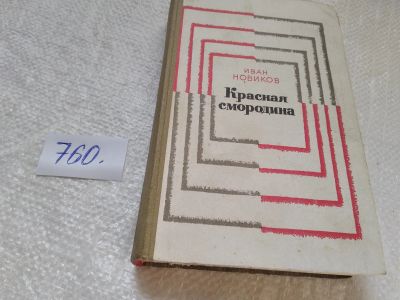 ИВАН
НОВИКОВ
Красная
смородина
760.